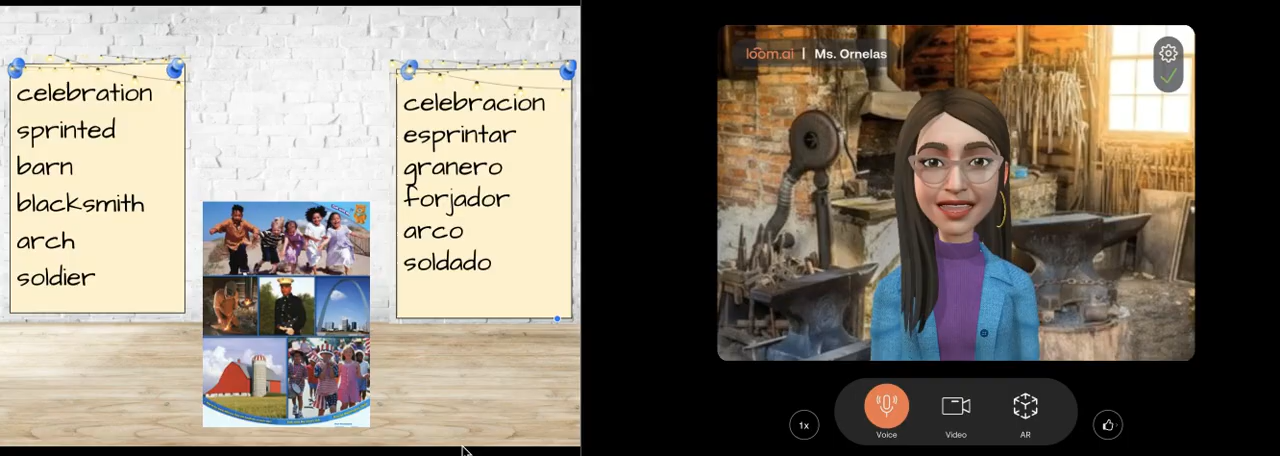 celebration
sprinted
barn
blacksmith
arch
soldier
celebracion
esprintar
granero
forjador
arco
soldado
loom.ai | Ms. Ornelas
1x
Voice
Video
AR